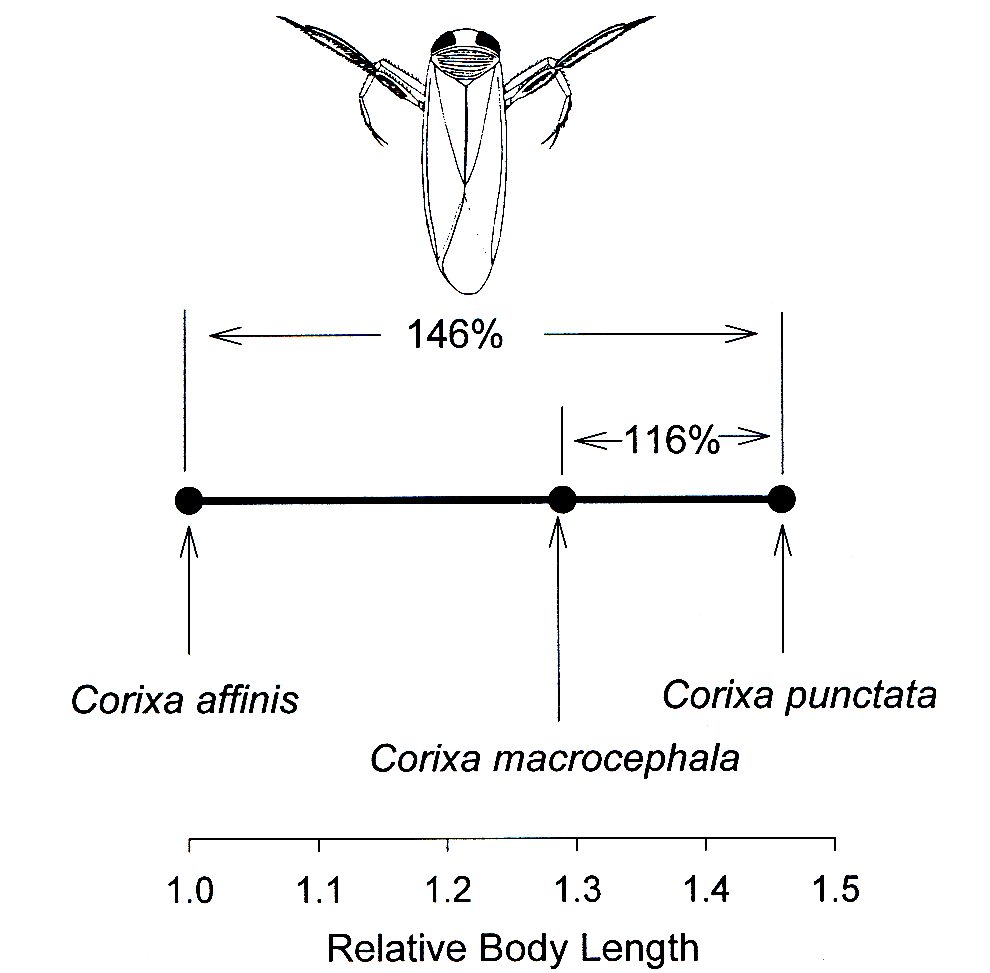 146%
116%
Corixa affinis
Corixa punctata
Corixa macrocephala
1.0 1.1 1.2 1.3 1.4 1.5
Relative Body Length